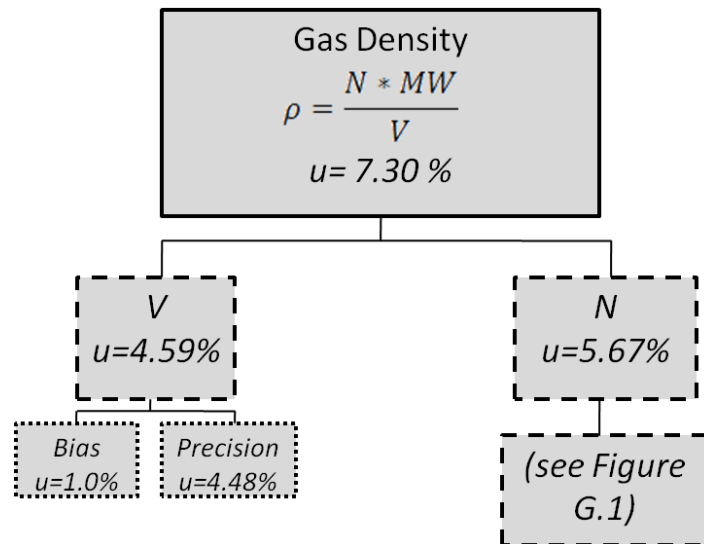 Gas Density
ρ = N * MW / V
u= 7.30 %
V
u=4.59%
N
u=5.67%
Bias
u=1.0%
Precision
u=4.48%
(see Figure
G.1)